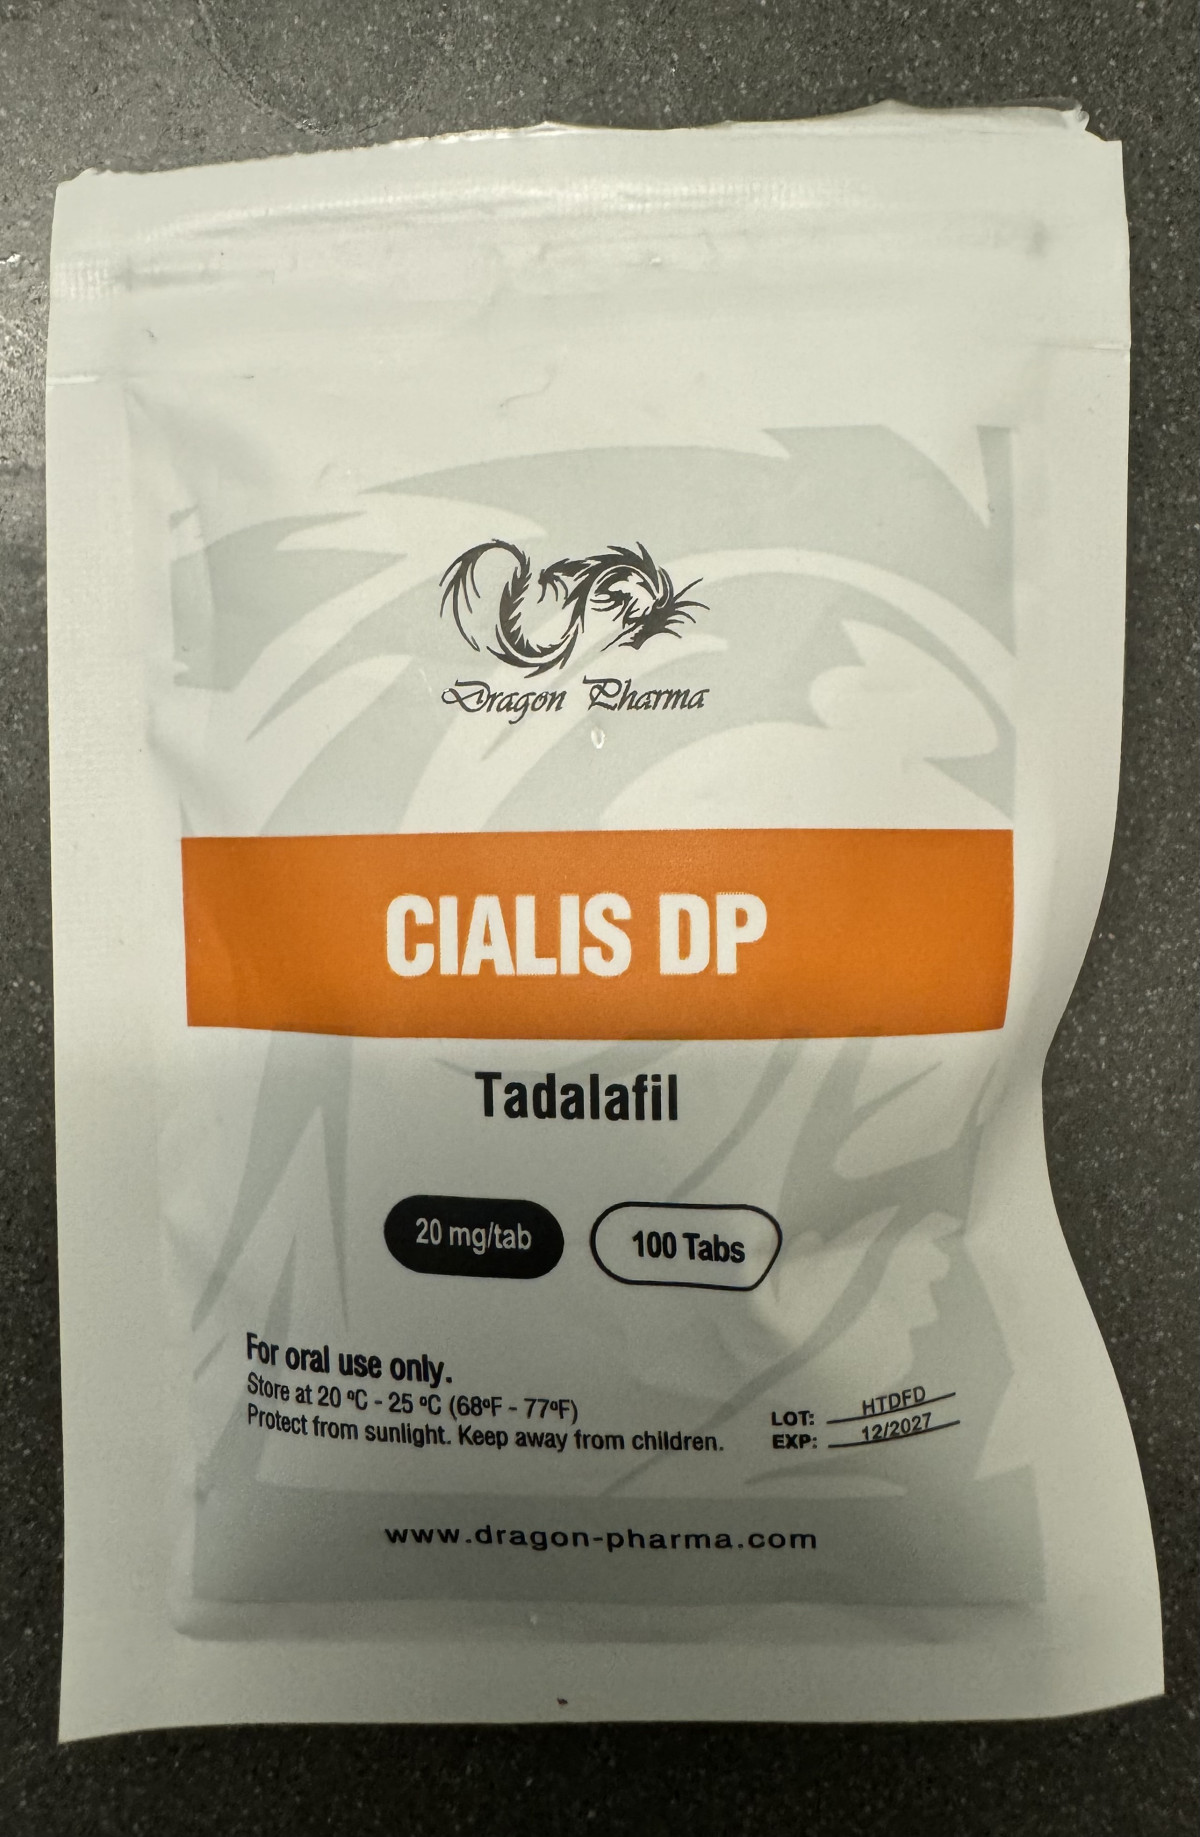 Dragon Pharma
CIALIS DP
Tadalafil
20 mg/tab
100 Tabs
For oral use only.
Store at 20 ºC - 25 ºC (68ºF - 77ºF)
Protect from sunlight. Keep away from children.
LOT: HTDFD
EXP: 12/2027
www.dragon-pharma.com